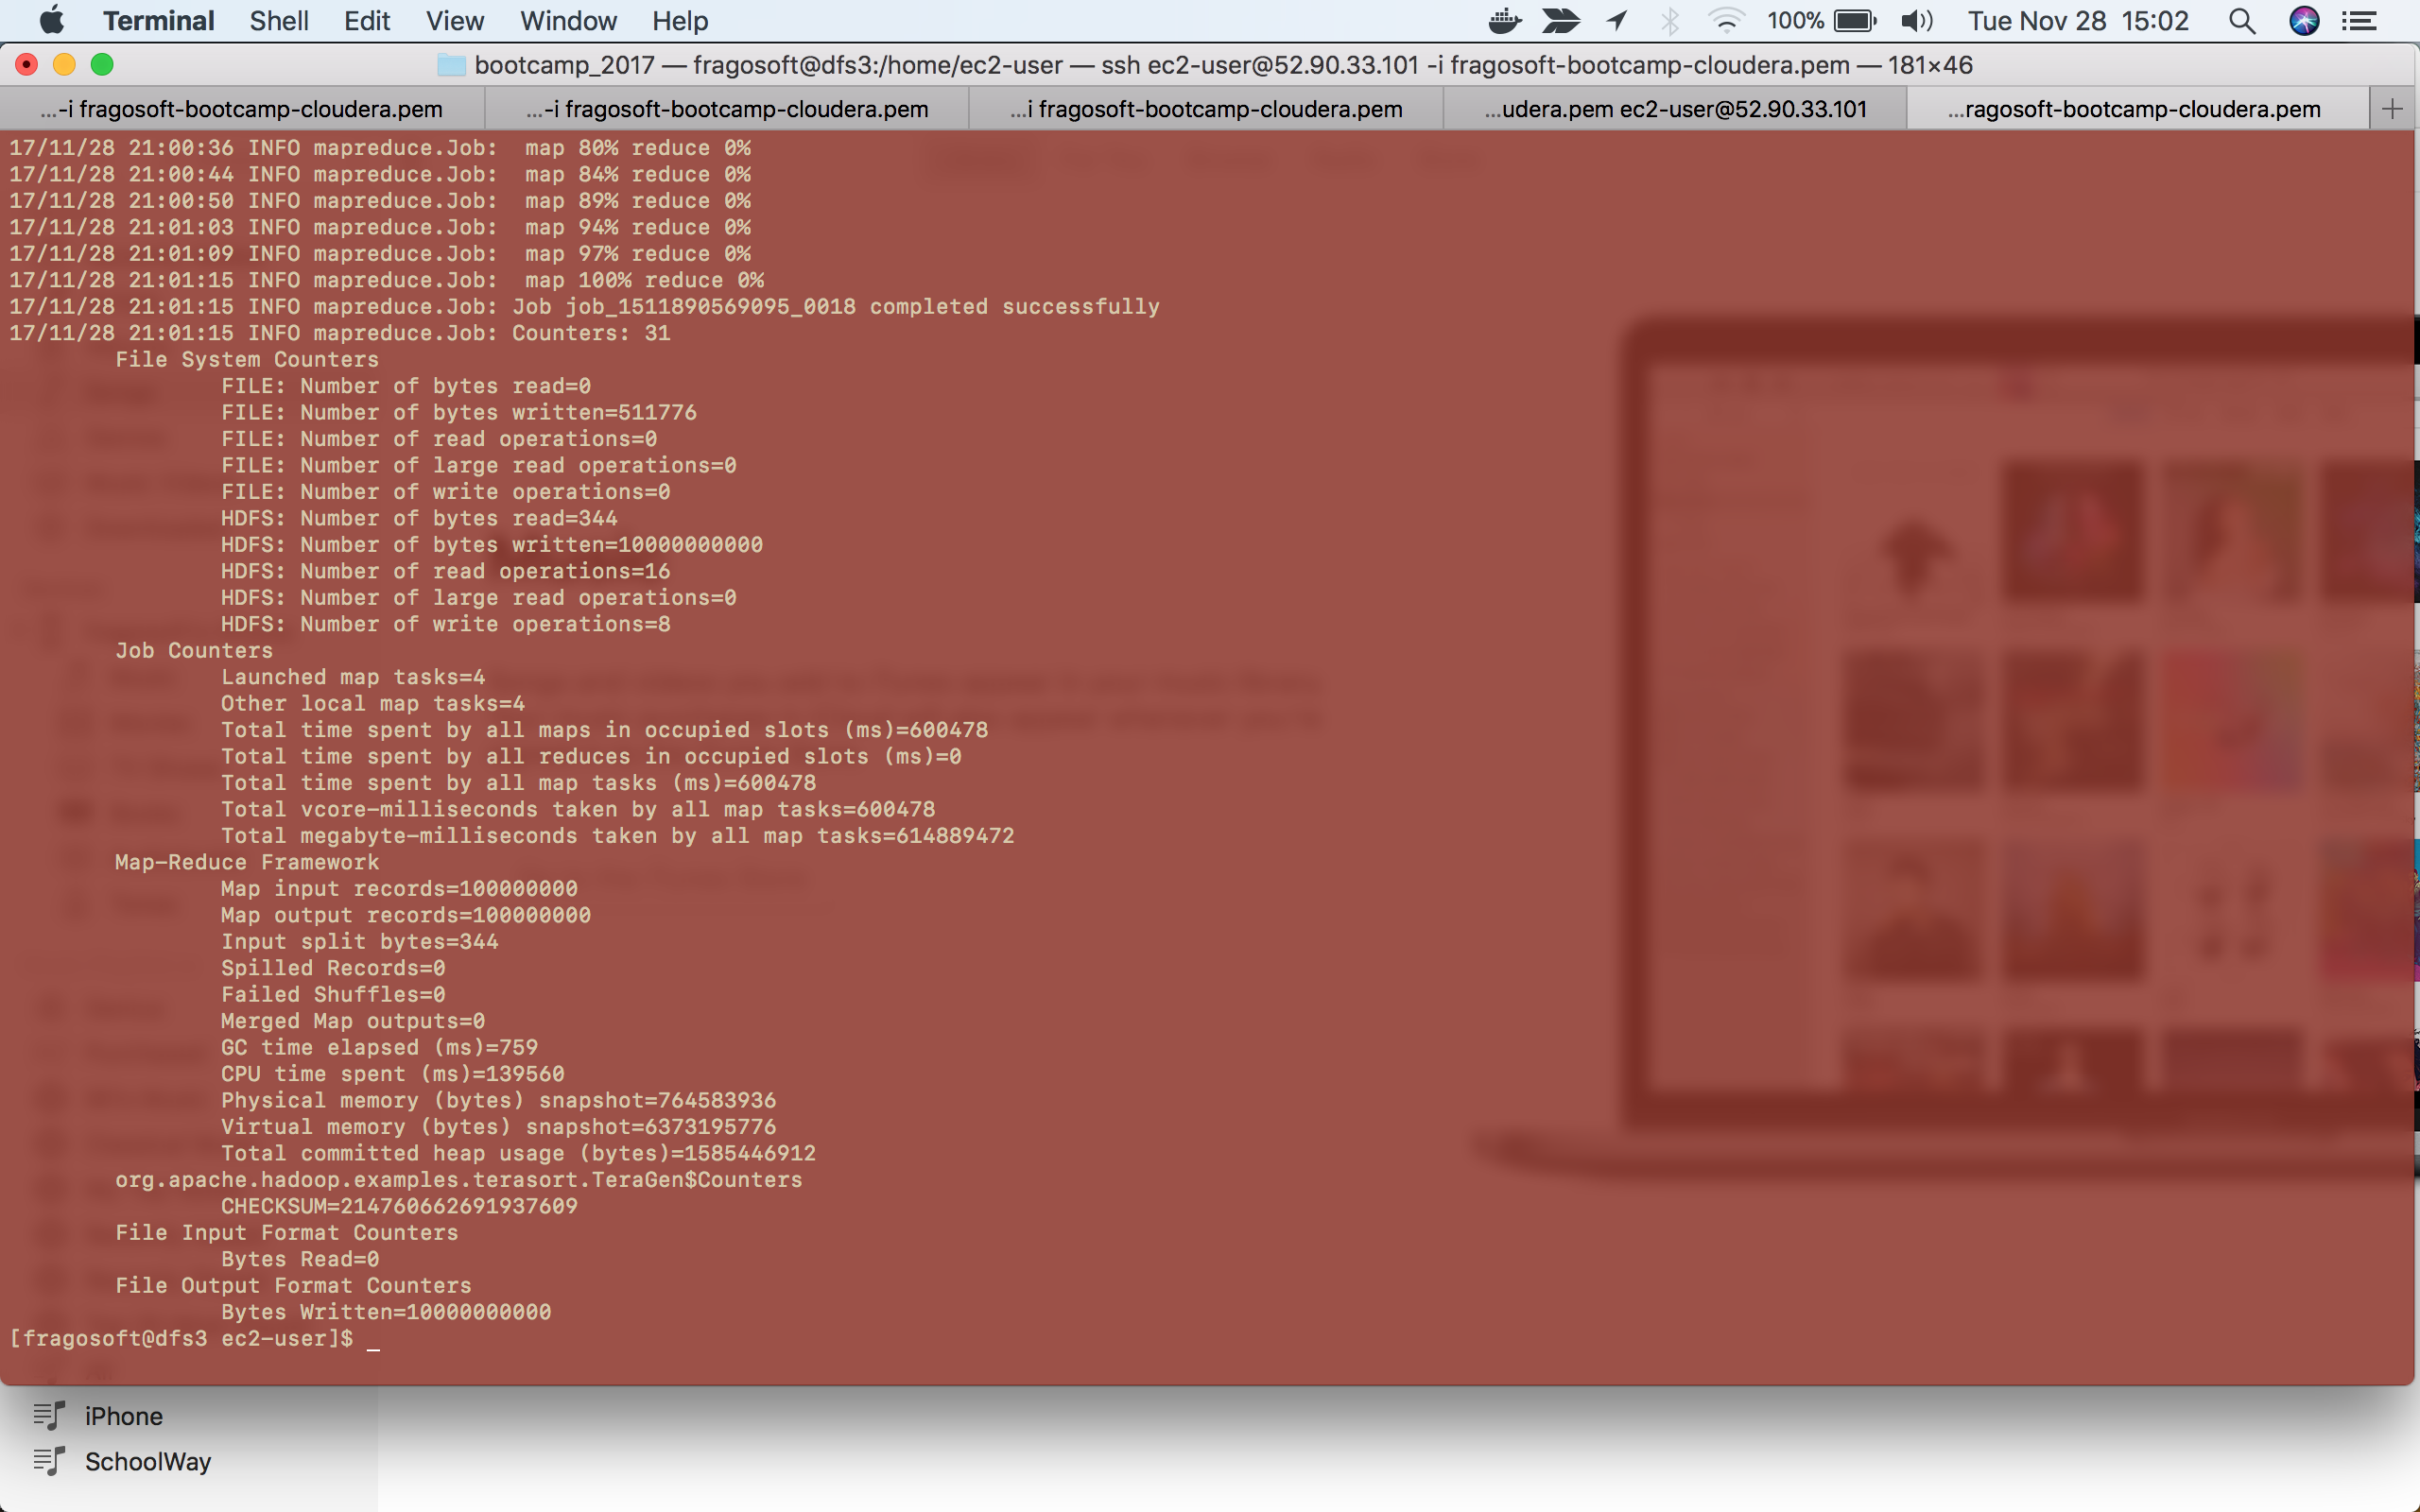 Terminal Shell Edit View Window Help 100% Tue Nov 28 15:02
bootcamp_2017 — fragosoft@dfs3:/home/ec2-user — ssh ec2-user@52.90.33.101 -i fragosoft-bootcamp-cloudera.pem — 181×46
...-i fragosoft-bootcamp-cloudera.pem ...-i fragosoft-bootcamp-cloudera.pem ...i fragosoft-bootcamp-cloudera.pem ...udera.pem ec2-user@52.90.33.101 ...ragosoft-bootcamp-cloudera.pem
17/11/28 21:00:36 INFO mapreduce.Job:  map 80% reduce 0%
17/11/28 21:00:44 INFO mapreduce.Job:  map 84% reduce 0%
17/11/28 21:00:50 INFO mapreduce.Job:  map 89% reduce 0%
17/11/28 21:01:03 INFO mapreduce.Job:  map 94% reduce 0%
17/11/28 21:01:09 INFO mapreduce.Job:  map 97% reduce 0%
17/11/28 21:01:15 INFO mapreduce.Job:  map 100% reduce 0%
17/11/28 21:01:15 INFO mapreduce.Job: Job job_1511890569095_0018 completed successfully
17/11/28 21:01:15 INFO mapreduce.Job: Counters: 31
File System Counters
FILE: Number of bytes read=0
FILE: Number of bytes written=511776
FILE: Number of read operations=0
FILE: Number of large read operations=0
FILE: Number of write operations=0
HDFS: Number of bytes read=344
HDFS: Number of bytes written=10000000000
HDFS: Number of read operations=16
HDFS: Number of large read operations=0
HDFS: Number of write operations=8
Job Counters
Launched map tasks=4
Other local map tasks=4
Total time spent by all maps in occupied slots (ms)=600478
Total time spent by all reduces in occupied slots (ms)=0
Total time spent by all map tasks (ms)=600478
Total vcore-milliseconds taken by all map tasks=600478
Total megabyte-milliseconds taken by all map tasks=614889472
Map-Reduce Framework
Map input records=100000000
Map output records=100000000
Input split bytes=344
Spilled Records=0
Failed Shuffles=0
Merged Map outputs=0
GC time elapsed (ms)=759
CPU time spent (ms)=139560
Physical memory (bytes) snapshot=764583936
Virtual memory (bytes) snapshot=6373195776
Total committed heap usage (bytes)=1585446912
org.apache.hadoop.examples.terasort.TeraGen$Counters
CHECKSUM=214760662691937609
File Input Format Counters
Bytes Read=0
File Output Format Counters
Bytes Written=10000000000
[fragosoft@dfs3 ec2-user]$ _
iPhone
SchoolWay